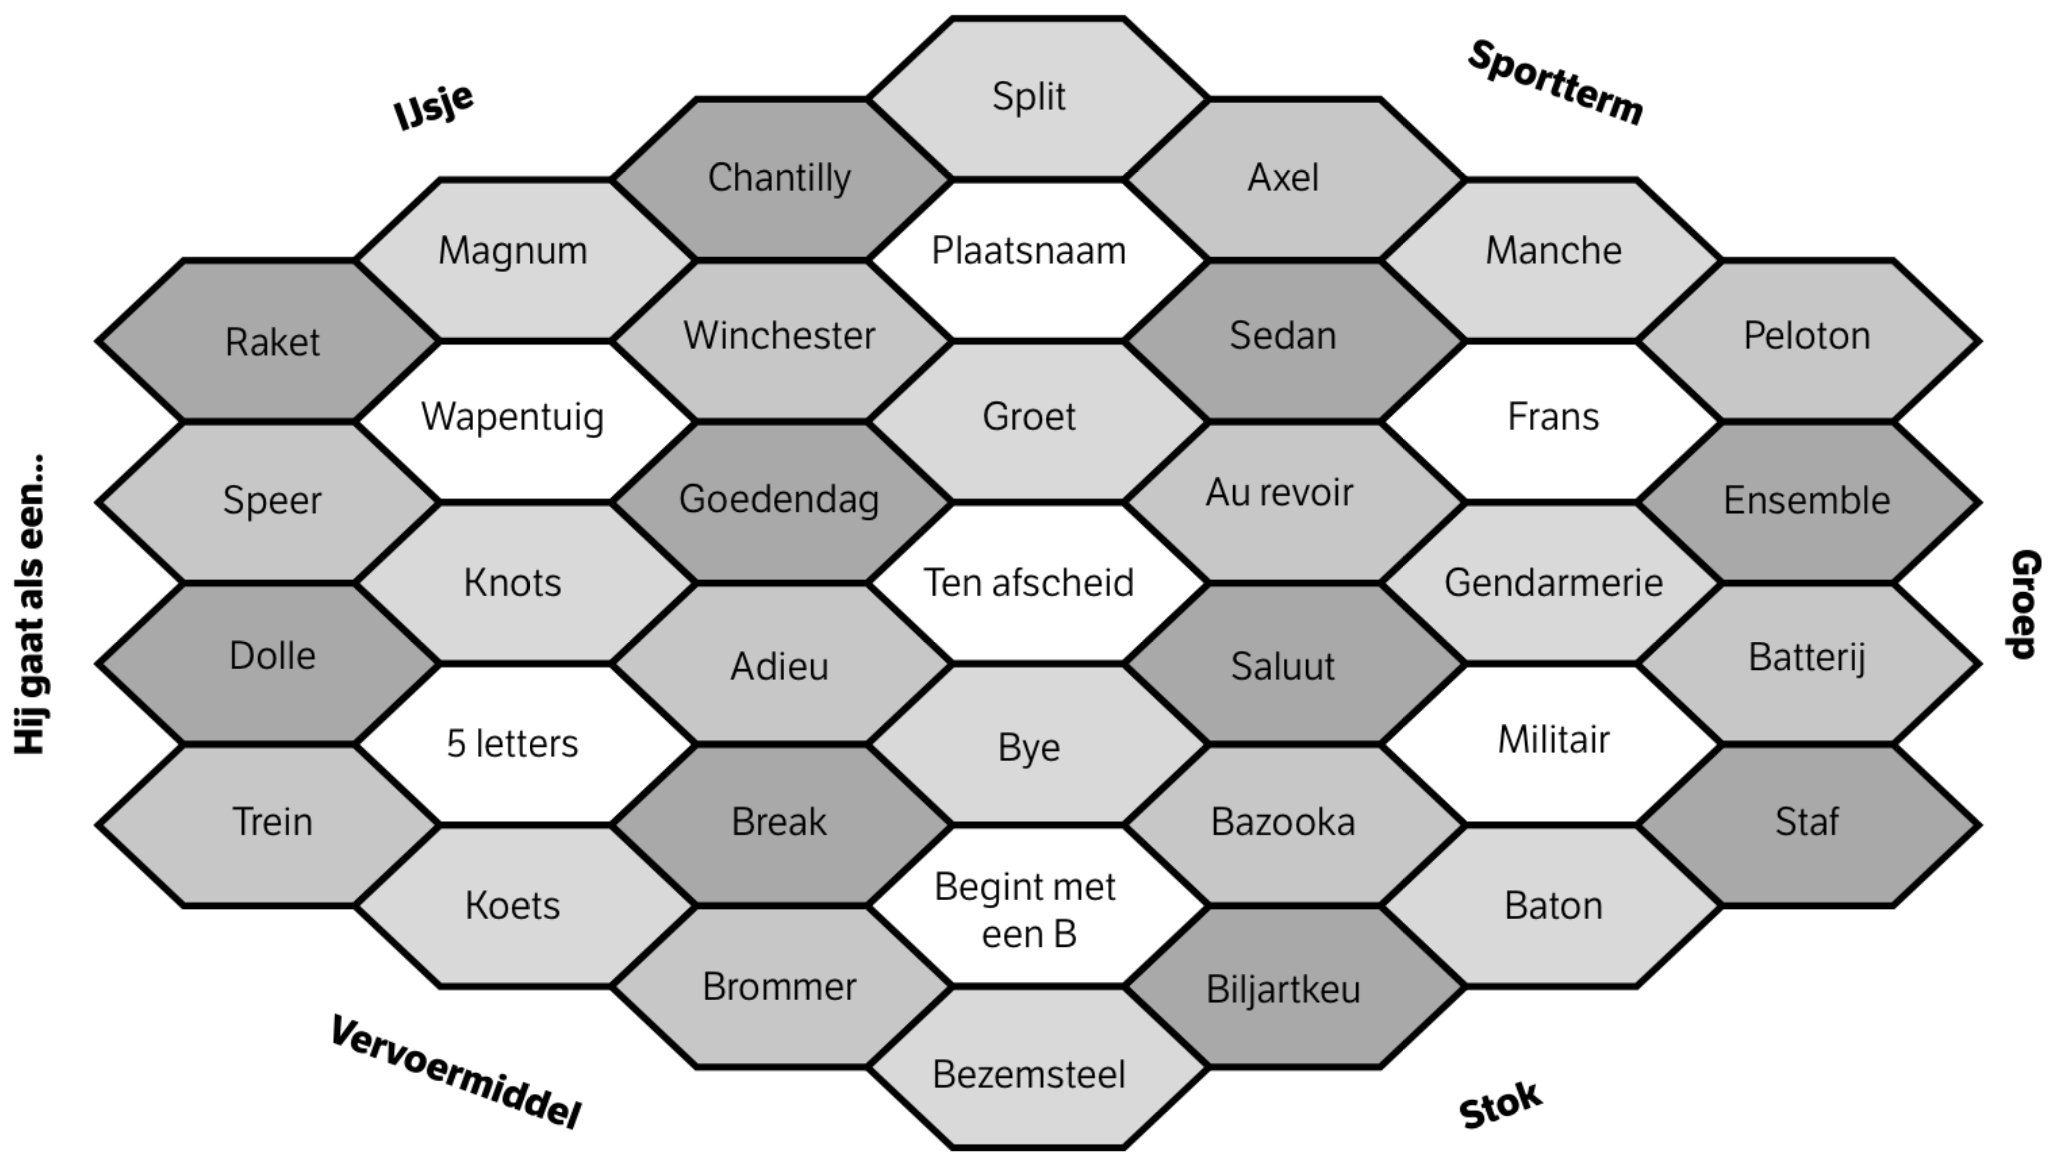 Split
Sportterm
IJsje
Chantilly
Axel
Magnum
Plaatsnaam
Manche
Raket
Winchester
Sedan
Peloton
Wapentuig
Groet
Frans
Speer
Goedendag
Au revoir
Ensemble
Hij gaat als een...
Knots
Ten afscheid
Gendarmerie
Groep
Dolle
Adieu
Saluut
Batterij
5 letters
Bye
Militair
Trein
Break
Bazooka
Staf
Koets
Begint met
een B
Baton
Brommer
Biljartkeu
Vervoermiddel
Bezemsteel
Stok